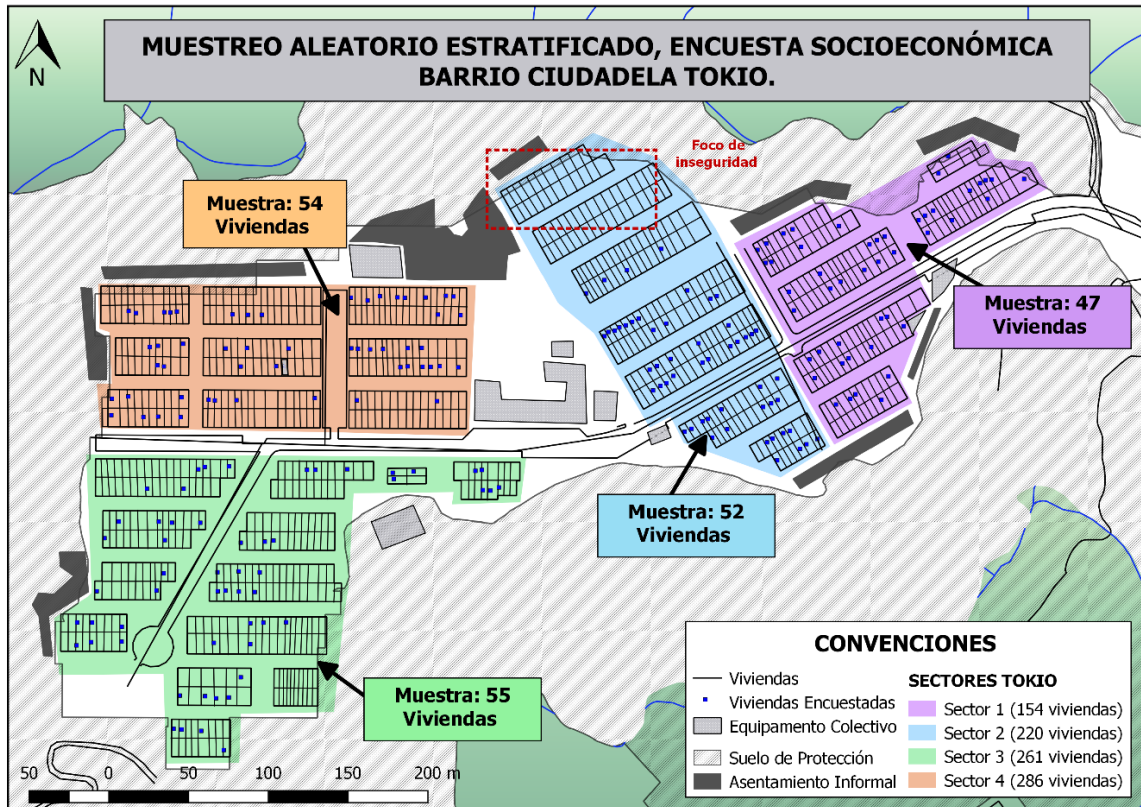 MUESTREO ALEATORIO ESTRATIFICADO, ENCUESTA SOCIOECONÓMICA
BARRIO CIUDADELA TOKIO.
N
Foco de
inseguridad
Muestra: 54
Viviendas
Muestra: 47
Viviendas
Muestra: 52
Viviendas
Muestra: 55
Viviendas
CONVENCIONES
Viviendas
Viviendas Encuestadas
Equipamento Colectivo
Suelo de Protección
Asentamiento Informal
SECTORES TOKIO
Sector 1 (154 viviendas)
Sector 2 (220 viviendas)
Sector 3 (261 viviendas)
Sector 4 (286 viviendas)
50 0 50 100 150 200 m